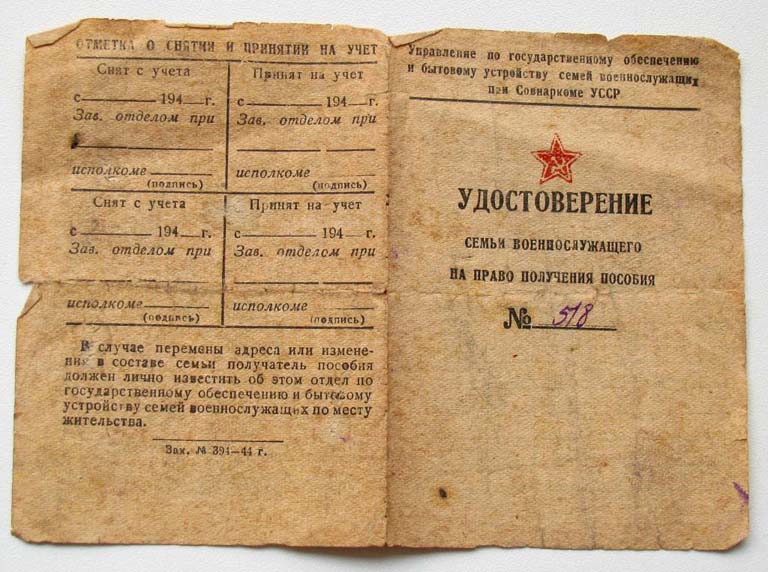 ОТМЕТКА О СНЯТИИ И ПРИНЯТИИ НА УЧЕТ
Снят с учета
с 194 г.
Зав. отделом при
исполкоме
(подпись)
Принят на учет
с 194 г.
Зав. отделом при
исполкоме
(подпись)
Снят с учета
с 194 г.
Зав. отделом при
исполкоме
(подпись)
Принят на учет
с 194 г.
Зав. отделом при
исполкоме
(подпись)
В случае перемены адреса или измене-
ния в составе семьи получатель пособия
должен лично известить об этом отдел по
государственному обеспечению и бытовому
устройству семей военнослужащих по месту
жительства.
Зак. № 394—44 г.
Управление по государственному обеспечению
и бытовому устройству семей военнослужащих
при Совнаркоме УССР
УДОСТОВЕРЕНИЕ
СЕМЬИ ВОЕННОСЛУЖАЩЕГО
НА ПРАВО ПОЛУЧЕНИЯ ПОСОБИЯ
№ 518